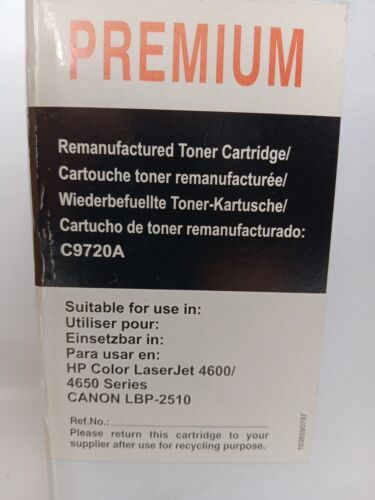 PREMIUM
Remanufactured Toner Cartridge/
Cartouche toner remanufacturée/
Wiederbefuellte Toner-Kartusche/
Cartucho de toner remanufacturado:
C9720A
Suitable for use in:
Utiliser pour:
Einsetzbar in:
Para usar en:
HP Color LaserJet 4600/
4650 Series
CANON LBP-2510
Ref.No.:
Please return this cartridge to your
supplier after use for recycling purpose.
1036590797